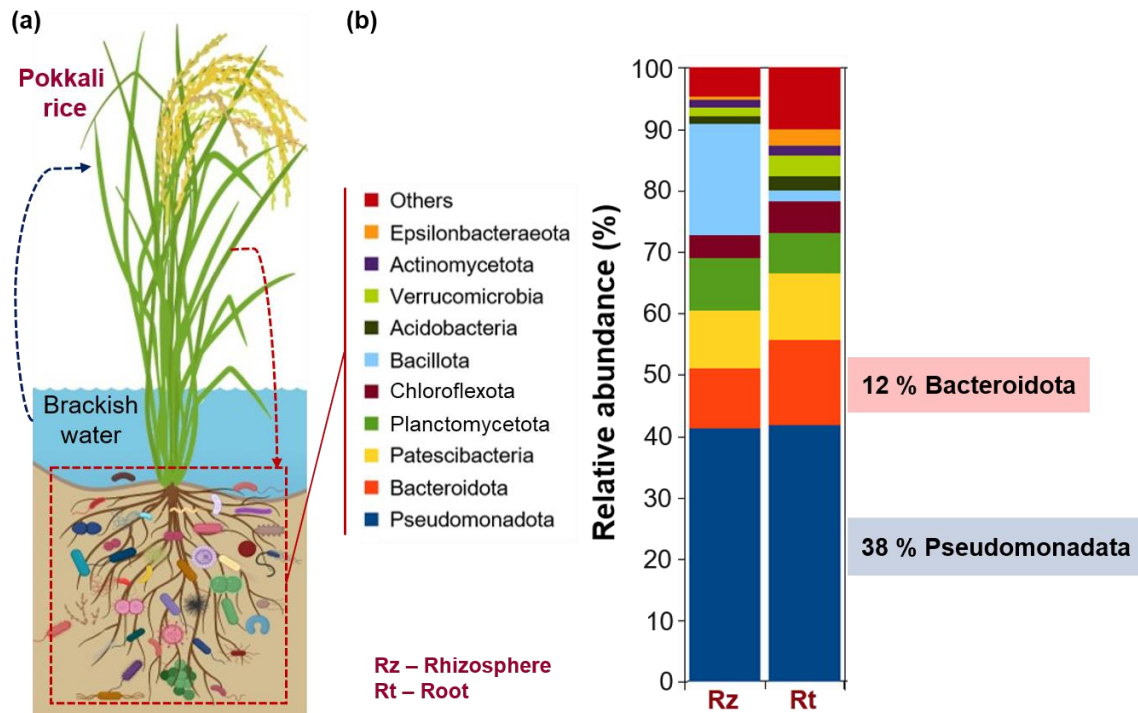 (a)
Pokkali
rice
Brackish
water
(b)
Others
Epsilonbacteraeota
Actinomycetota
Verrucomicrobia
Acidobacteria
Bacillota
Chloroflexota
Planctomycetota
Patescibacteria
Bacteroidota
Pseudomonadota
Rz – Rhizosphere
Rt – Root
Relative abundance (%)
100
90
80
70
60
50
40
30
20
10
0
Rz
Rt
12 % Bacteroidota
38 % Pseudomonadata